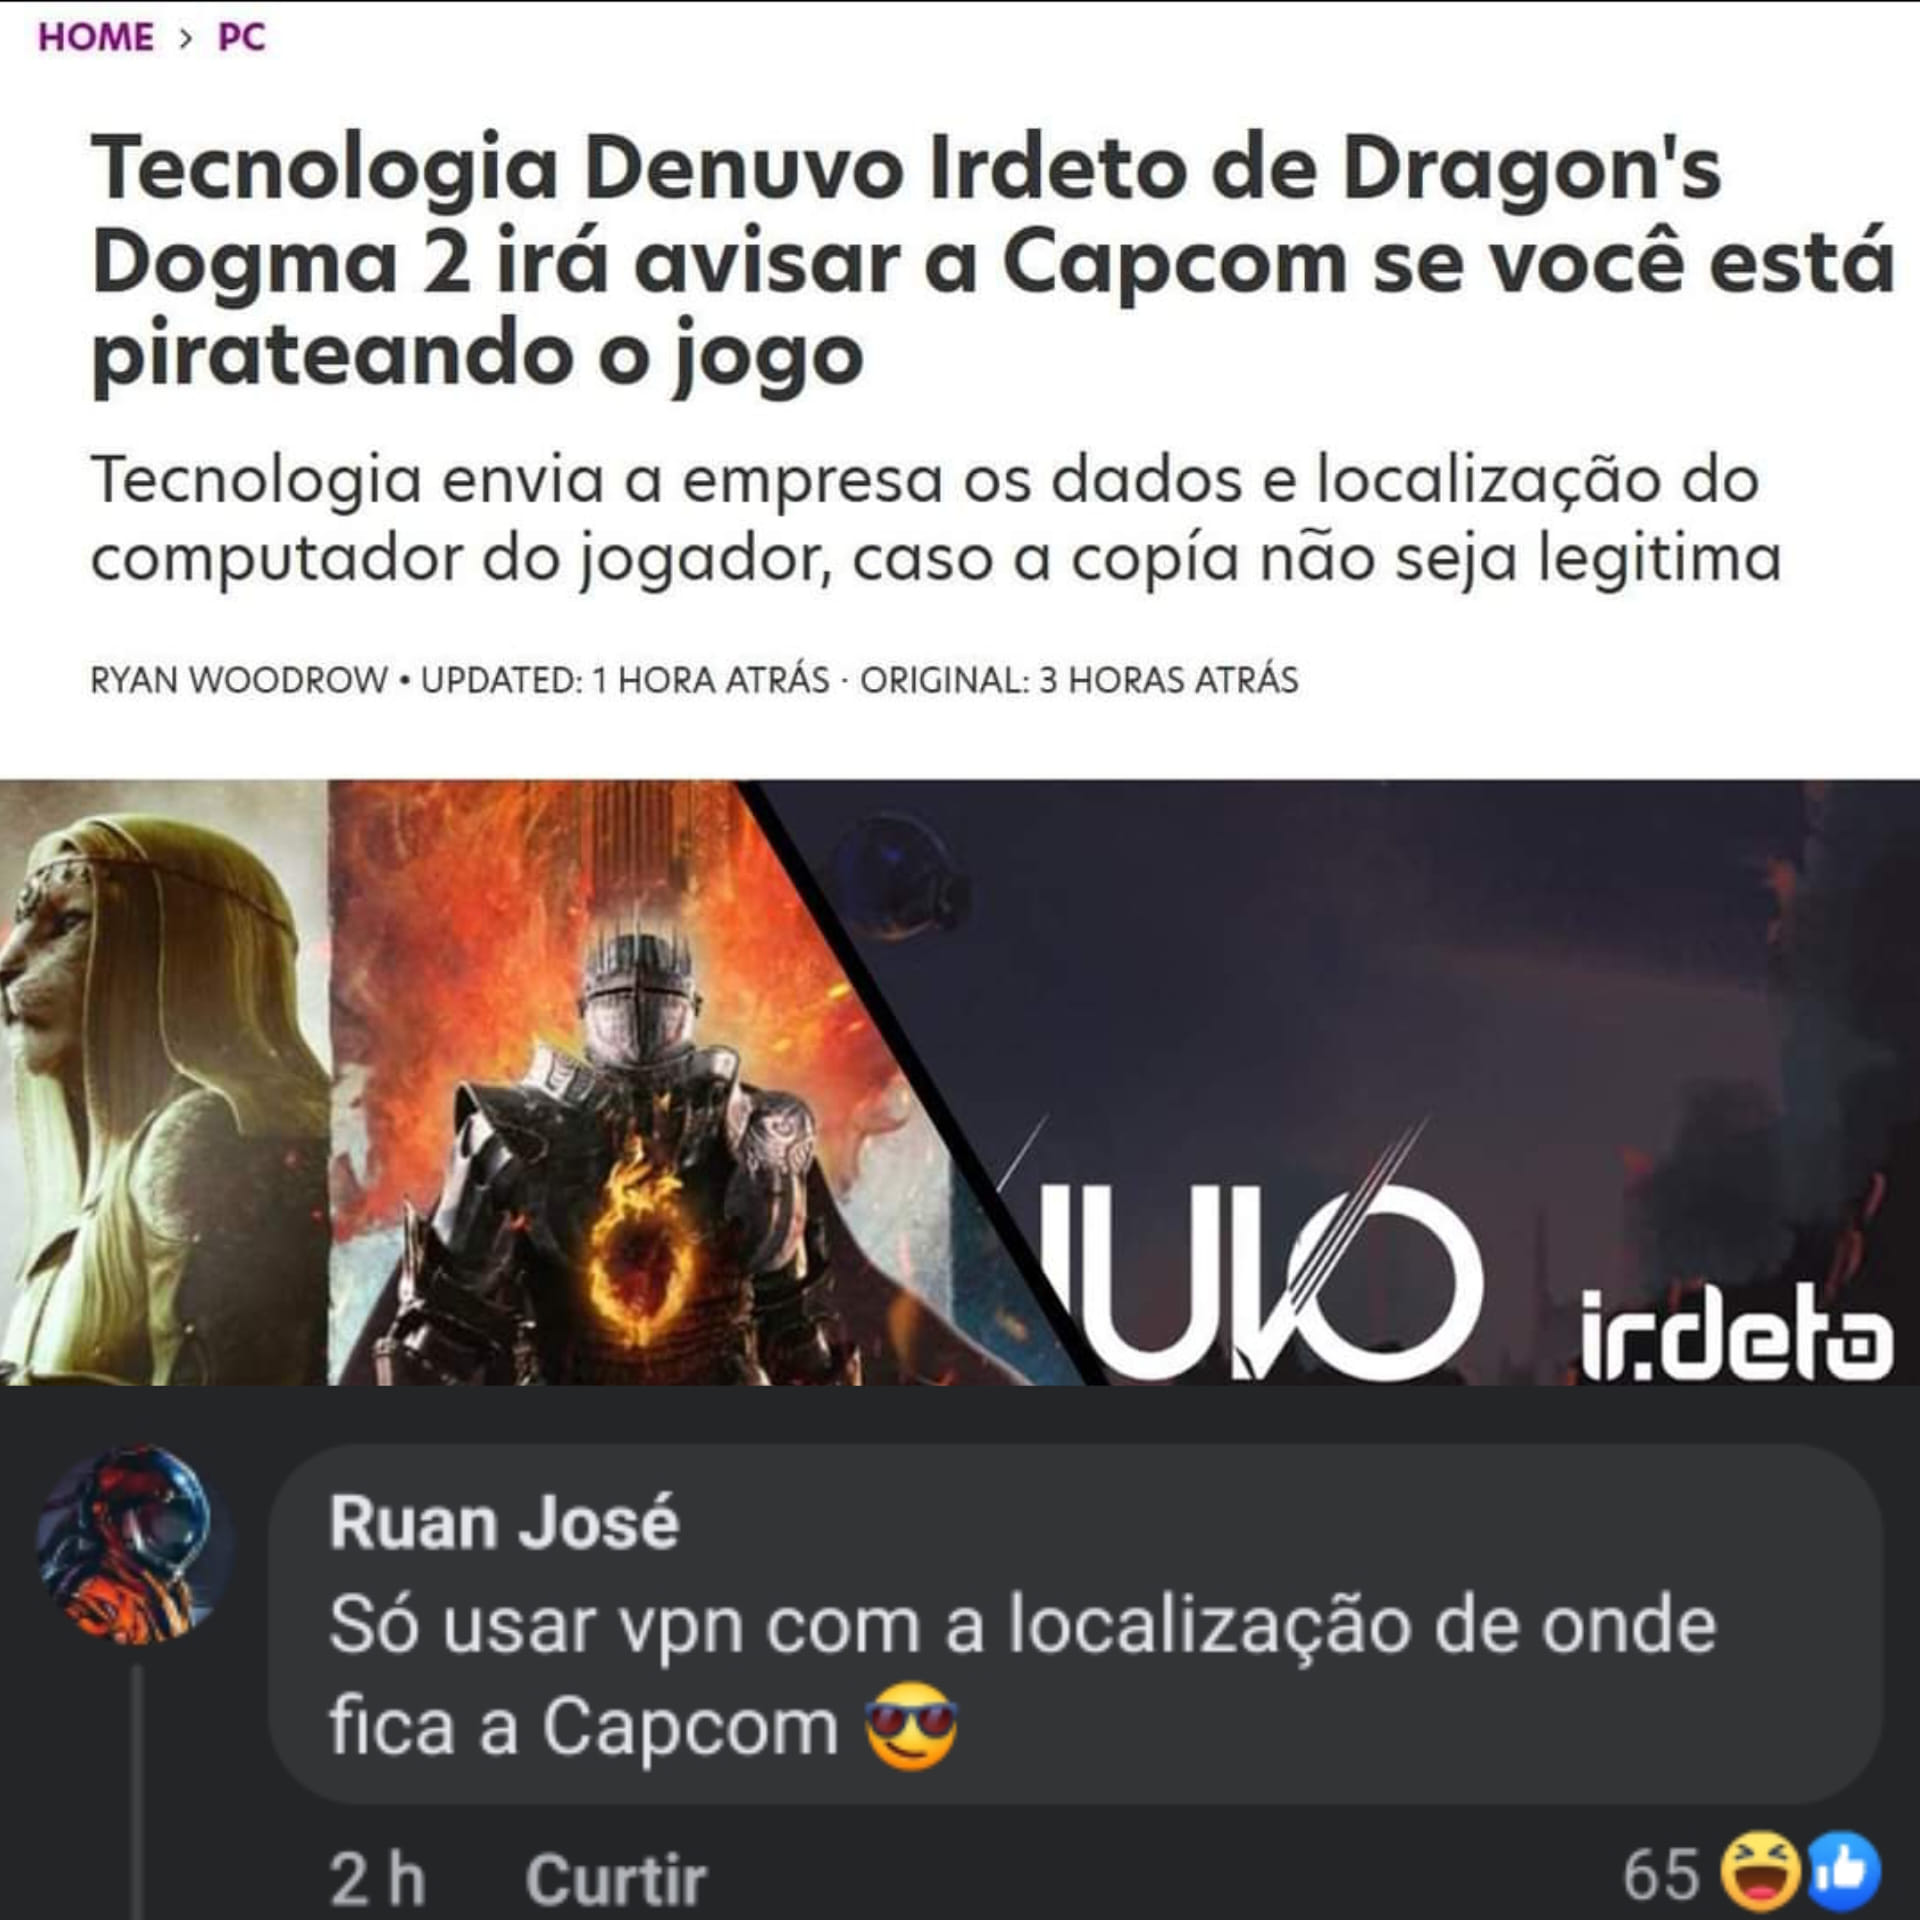 HOME > PC
Tecnologia Denuvo Irdeto de Dragon's
Dogma 2 irá avisar a Capcom se você está
pirateando o jogo
Tecnologia envia a empresa os dados e localização do
computador do jogador, caso a copía não seja legitima
RYAN WOODROW • UPDATED: 1 HORA ATRÁS · ORIGINAL: 3 HORAS ATRÁS
UVO irdeto
Ruan José
Só usar vpn com a localização de onde
fica a Capcom 😎
2 h Curtir 65